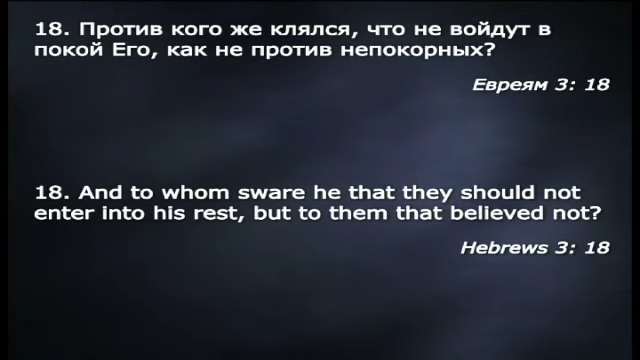 18. Против кого же клялся, что не войдут в
покой Его, как не против непокорных?
Евреям 3: 18
18. And to whom sware he that they should not
enter into his rest, but to them that believed not?
Hebrews 3: 18